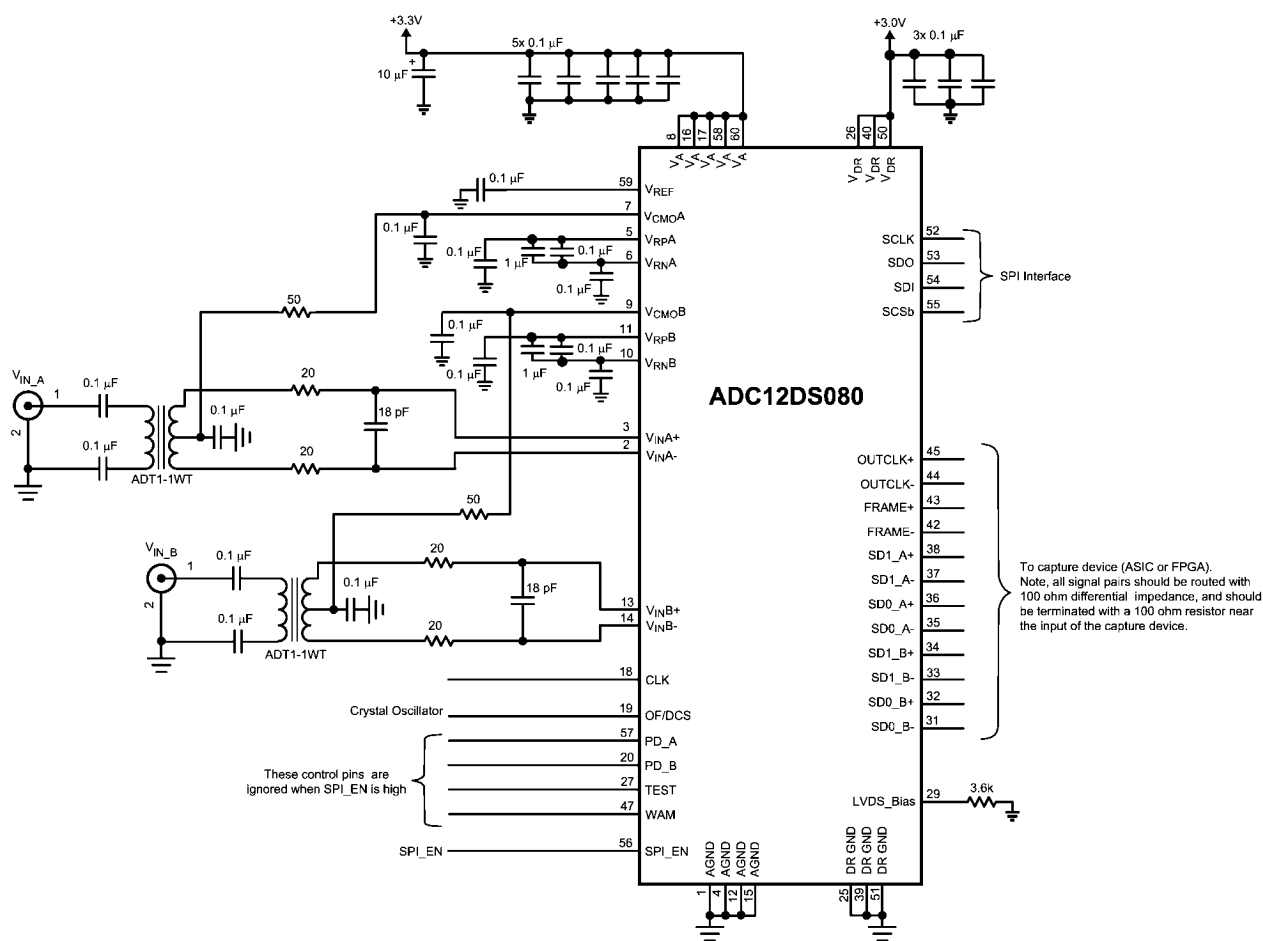 +3.3V
5x 0.1 µF
+
10 µF
+3.0V
3x 0.1 µF
8
16
17
58
60
VA
VA
VA
VA
VA
26
40
50
VDR
VDR
VDR
0.1 µF
59
VREF
7
VCMOA
0.1 µF
5
VRPA
0.1 µF
1 µF
0.1 µF
6
VRNA
0.1 µF
50
9
VCMOB
0.1 µF
11
VRPB
0.1 µF
1 µF
0.1 µF
10
VRNB
0.1 µF
52
SCLK
53
SDO
54
SDI
55
SCSb
SPI Interface
ADC12DS080
VIN_A
1
2
0.1 µF
0.1 µF
ADT1-1WT
0.1 µF
20
20
18 pF
3
VINA+
2
VINA-
50
VIN_B
1
2
0.1 µF
0.1 µF
ADT1-1WT
0.1 µF
20
20
18 pF
13
VINB+
14
VINB-
45
OUTCLK+
44
OUTCLK-
43
FRAME+
42
FRAME-
38
SD1_A+
37
SD1_A-
36
SD0_A+
35
SD0_A-
34
SD1_B+
33
SD1_B-
32
SD0_B+
31
SD0_B-
To capture device (ASIC or FPGA).
Note, all signal pairs should be routed with
100 ohm differential impedance, and should
be terminated with a 100 ohm resistor near
the input of the capture device.
18
CLK
Crystal Oscillator
19
OF/DCS
57
PD_A
20
PD_B
27
TEST
47
WAM
These control pins are
ignored when SPI_EN is high
SPI_EN
56
SPI_EN
29
LVDS_Bias
3.6k
AGND
AGND
AGND
AGND
1
4
12
15
DR GND
DR GND
DR GND
25
39
51